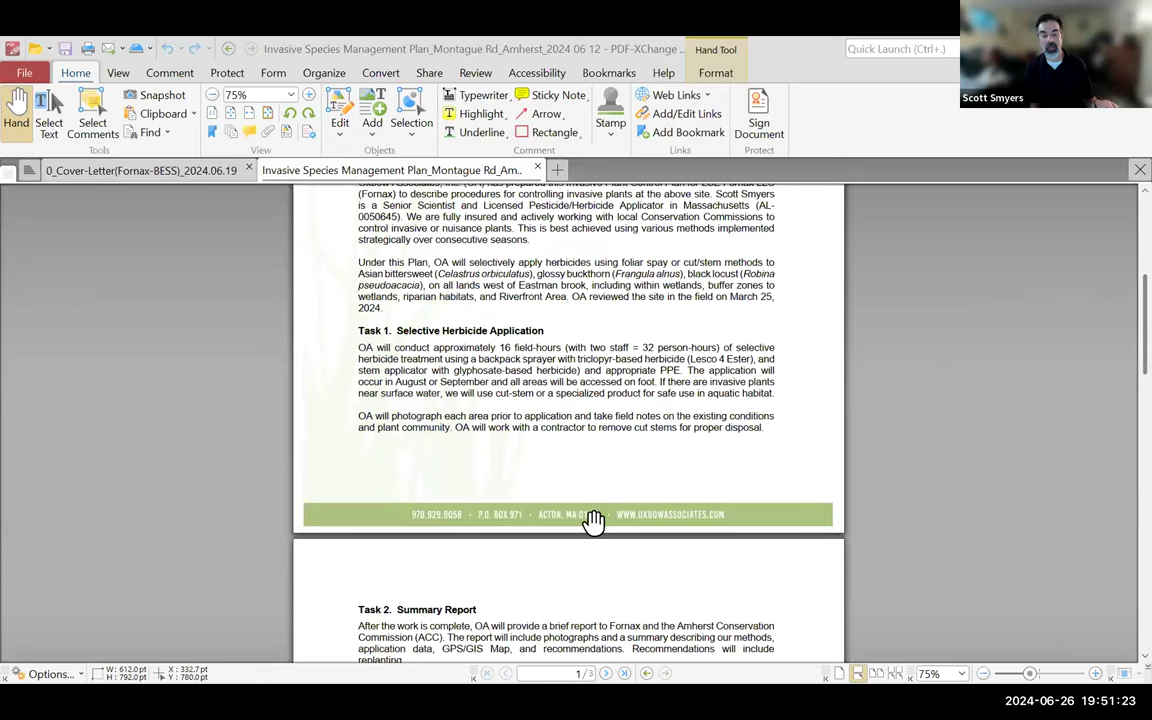 Invasive Species Management Plan_Montague Rd_Amherst_2024 06 12 - PDF-XChange ...
Hand Tool
Quick Launch (Ctrl+.)
File
Home
View
Comment
Protect
Form
Organize
Convert
Share
Review
Accessibility
Bookmarks
Help
Format
Scott Smyers
Hand
Select Text
Select Comments
Snapshot
Clipboard
Find
Tools
75%
View
Edit
Add
Selection
Objects
Typewriter
Highlight
Underline
Sticky Note
Arrow
Rectangle
Stamp
Comment
Web Links
Add/Edit Links
Add Bookmark
Links
Sign Document
Protect
0_Cover-Letter(Fornax-BESS)_2024.06.19
Invasive Species Management Plan_Montague Rd_Am..
(Fornax) to describe procedures for controlling invasive plants at the above site. Scott Smyers
is a Senior Scientist and Licensed Pesticide/Herbicide Applicator in Massachusetts (AL-
0050645). We are fully insured and actively working with local Conservation Commissions to
control invasive or nuisance plants. This is best achieved using various methods implemented
strategically over consecutive seasons.
Under this Plan, OA will selectively apply herbicides using foliar spay or cut/stem methods to
Asian bittersweet (Celastrus orbiculatus), glossy buckthorn (Frangula alnus), black locust (Robina
pseudoacacia), on all lands west of Eastman brook, including within wetlands, buffer zones to
wetlands, riparian habitats, and Riverfront Area. OA reviewed the site in the field on March 25,
2024.
Task 1. Selective Herbicide Application
OA will conduct approximately 16 field-hours (with two staff = 32 person-hours) of selective
herbicide treatment using a backpack sprayer with triclopyr-based herbicide (Lesco 4 Ester), and
stem applicator with glyphosate-based herbicide) and appropriate PPE. The application will
occur in August or September and all areas will be accessed on foot. If there are invasive plants
near surface water, we will use cut-stem or a specialized product for safe use in aquatic habitat.
OA will photograph each area prior to application and take field notes on the existing conditions
and plant community. OA will work with a contractor to remove cut stems for proper disposal.
978.929.9058 · P.O. BOX 971 · ACTON, MA · WWW.OXBOWASSOCIATES.COM
Task 2. Summary Report
After the work is complete, OA will provide a brief report to Fornax and the Amherst Conservation
Commission (ACC). The report will include photographs and a summary describing our methods,
application data, GPS/GIS Map, and recommendations. Recommendations will include
replanting
Options...
W: 612.0 pt
H: 792.0 pt
X: 332.7 pt
Y: 780.0 pt
1 / 3
75%
2024-06-26 19:51:23